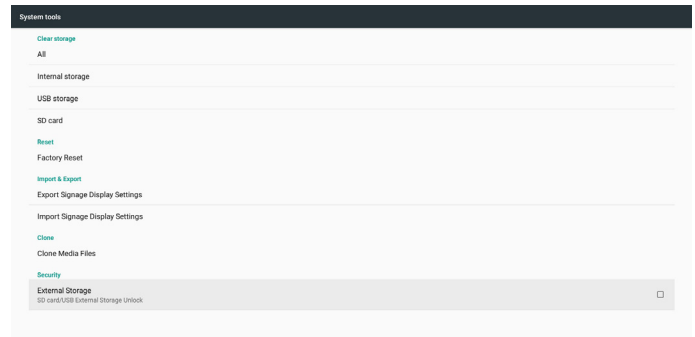 System tools
Clear storage
All
Internal storage
USB storage
SD card
Reset
Factory Reset
Import & Export
Export Signage Display Settings
Import Signage Display Settings
Clone
Clone Media Files
Security
External Storage
SD card/USB External Storage Unlock